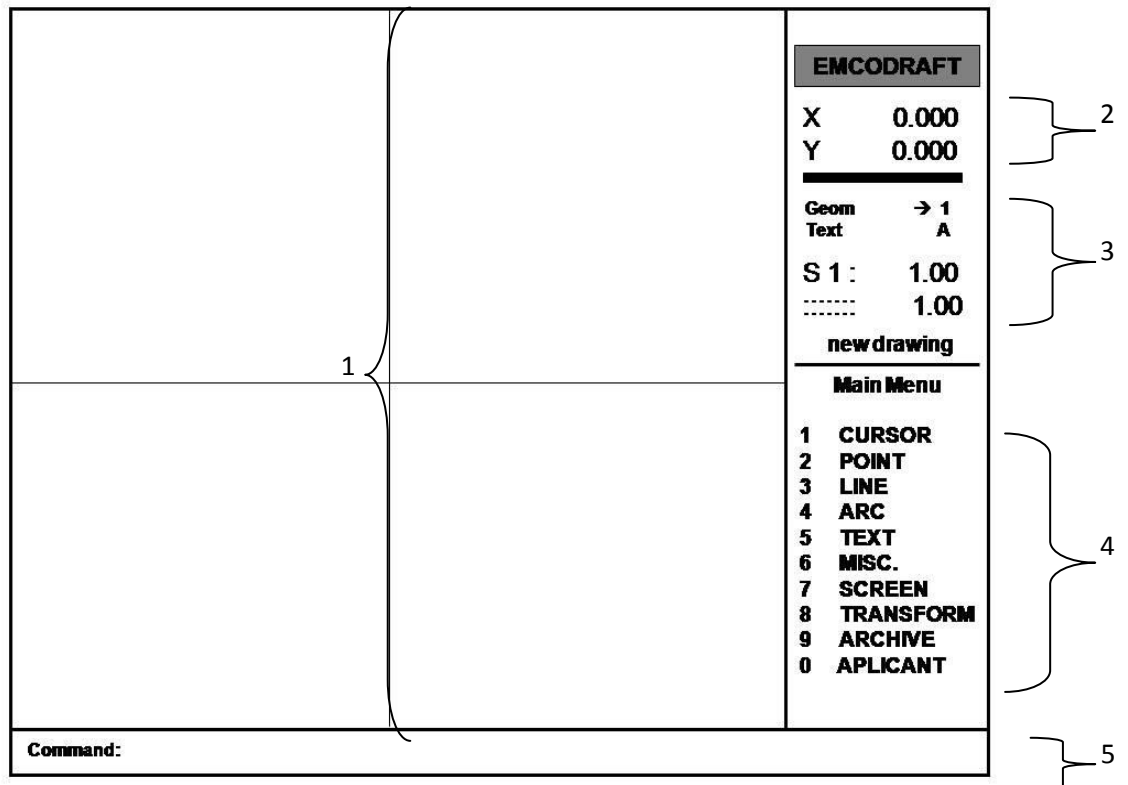 EMCODRAFT
X 0.000
Y 0.000
2
Geom → 1
Text A
S 1 : 1.00
1.00
3
new drawing
1
Main Menu
1 CURSOR
2 POINT
3 LINE
4 ARC
5 TEXT
6 MISC.
7 SCREEN
8 TRANSFORM
9 ARCHIVE
0 APLICANT
4
Command:
5